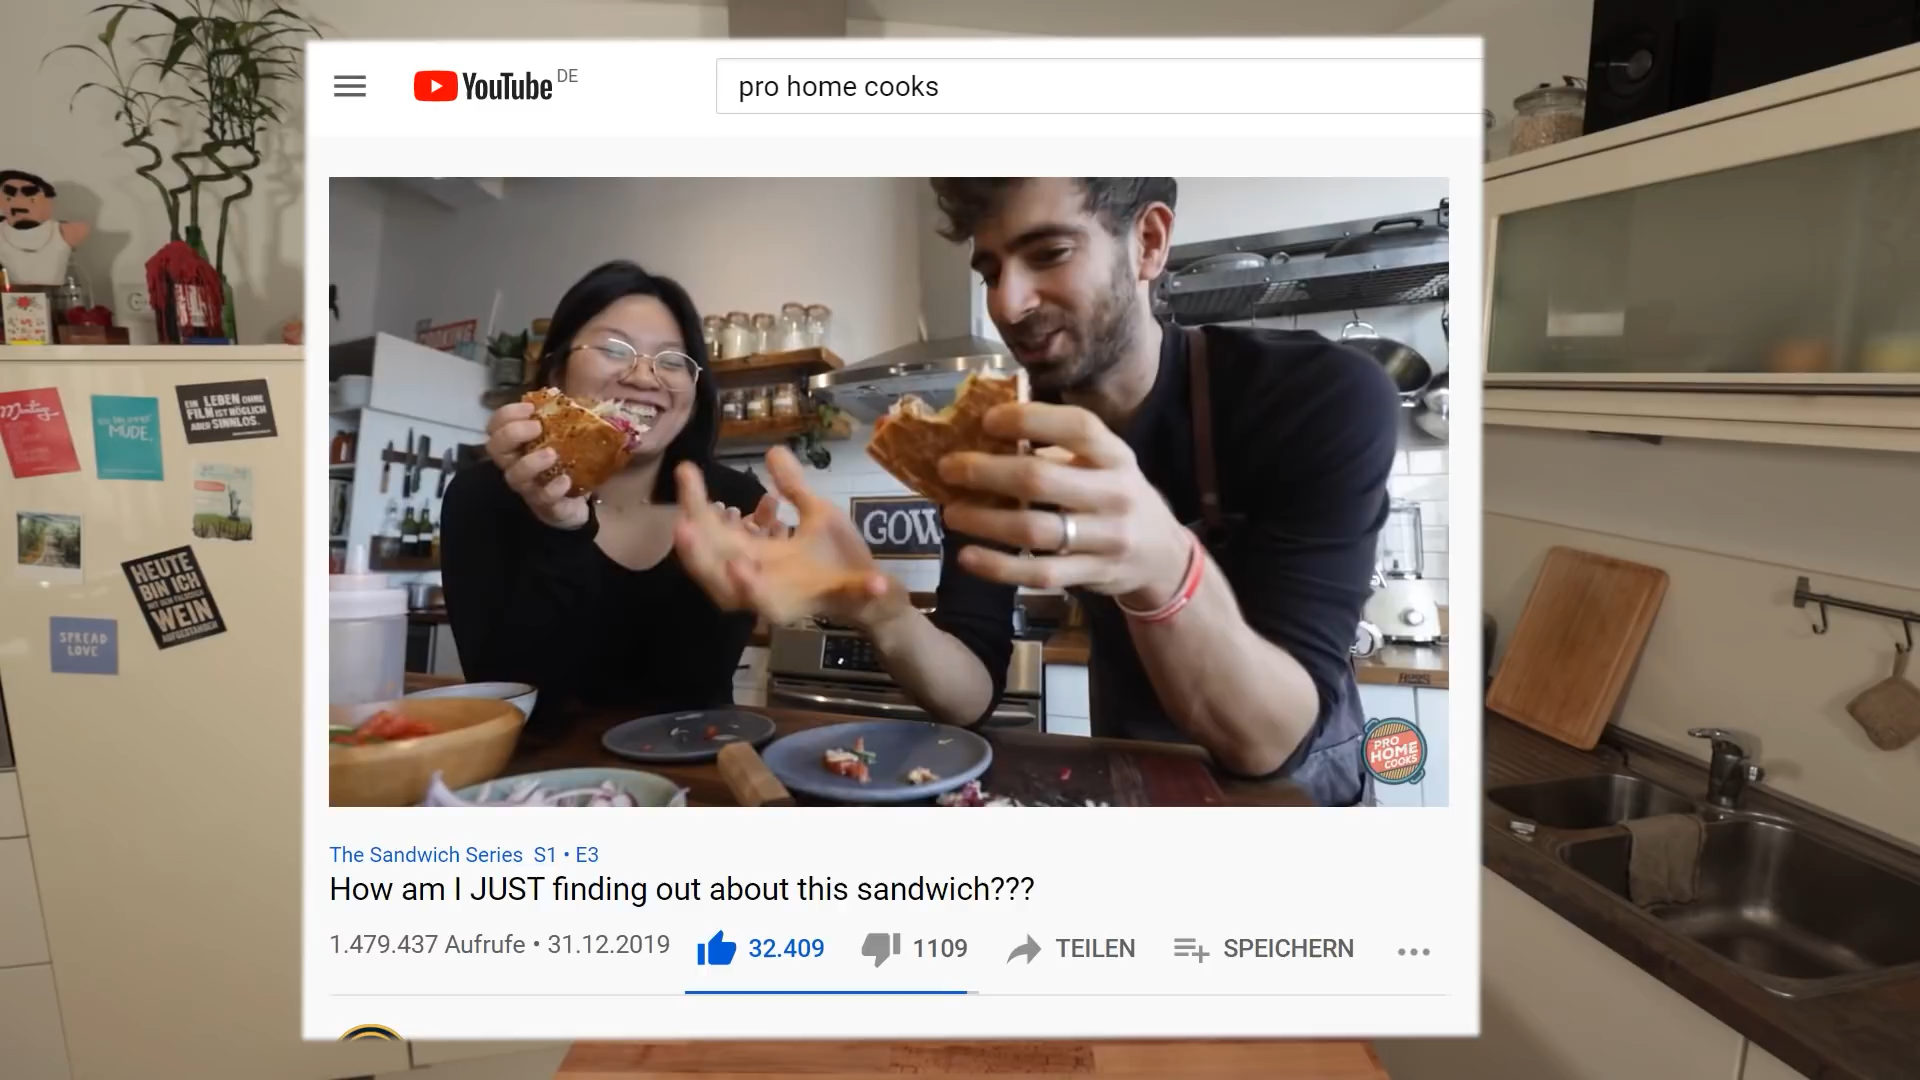 YouTube DE
pro home cooks
GOW
PRO
HOME
COOKS
The Sandwich Series S1 • E3
How am I JUST finding out about this sandwich???
1.479.437 Aufrufe • 31.12.2019
32.409
1109
TEILEN
SPEICHERN
MÜDE.
EIN LEBEN OHNE
FILM IST MÖGLICH
ABER SINNLOS.
HEUTE
BIN ICH
WEIN
AUFGESTANDEN
SPREAD
LOVE